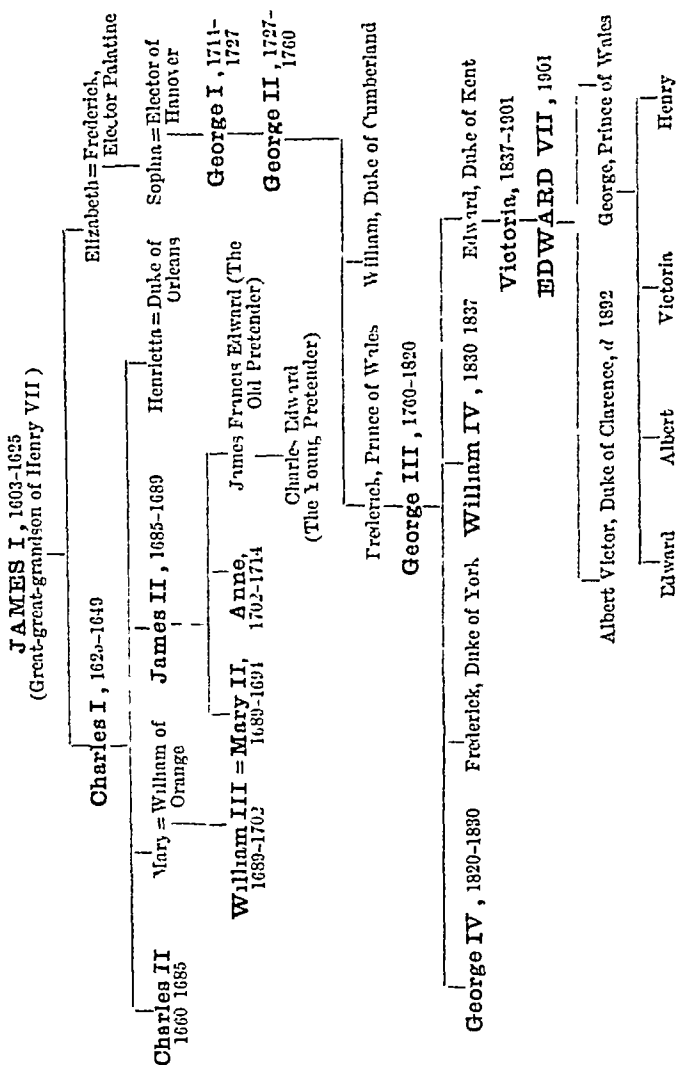 JAMES I, 1603–1625
(Great-great-grandson of Henry VII)
Charles I, 1625–1649
Elizabeth = Frederick,
Elector Palatine
Charles II
1660 1685
Mary = William of
Orange
James II, 1685–1689
Henrietta = Duke of
Orleans
Sophia = Elector of
Hanover
William III = Mary II,
1689–1702
1689–1694
Anne,
1702–1714
James Francis Edward (The
Old Pretender)
George I, 1714–
1727
Charles Edward
(The Young Pretender)
George II, 1727–
1760
Frederick, Prince of Wales
William, Duke of Cumberland
George III, 1760–1820
George IV, 1820–1830
Frederick, Duke of York
William IV, 1830 1837
Edward, Duke of Kent
Victoria, 1837–1901
EDWARD VII, 1901
Albert Victor, Duke of Clarence, d 1892
George, Prince of Wales
Edward
Albert
Victoria
Henry